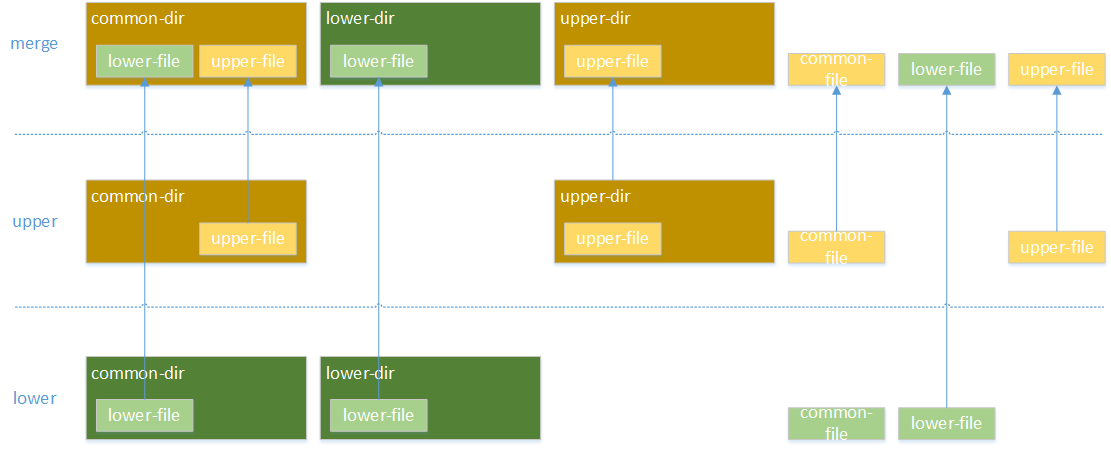 common-dir
lower-dir
upper-dir
merge
lower-file
upper-file
lower-file
upper-file
common-
file
lower-file
upper-file
common-dir
upper-dir
upper
upper-file
upper-file
common-
file
upper-file
common-dir
lower-dir
lower
lower-file
lower-file
common-
file
lower-file